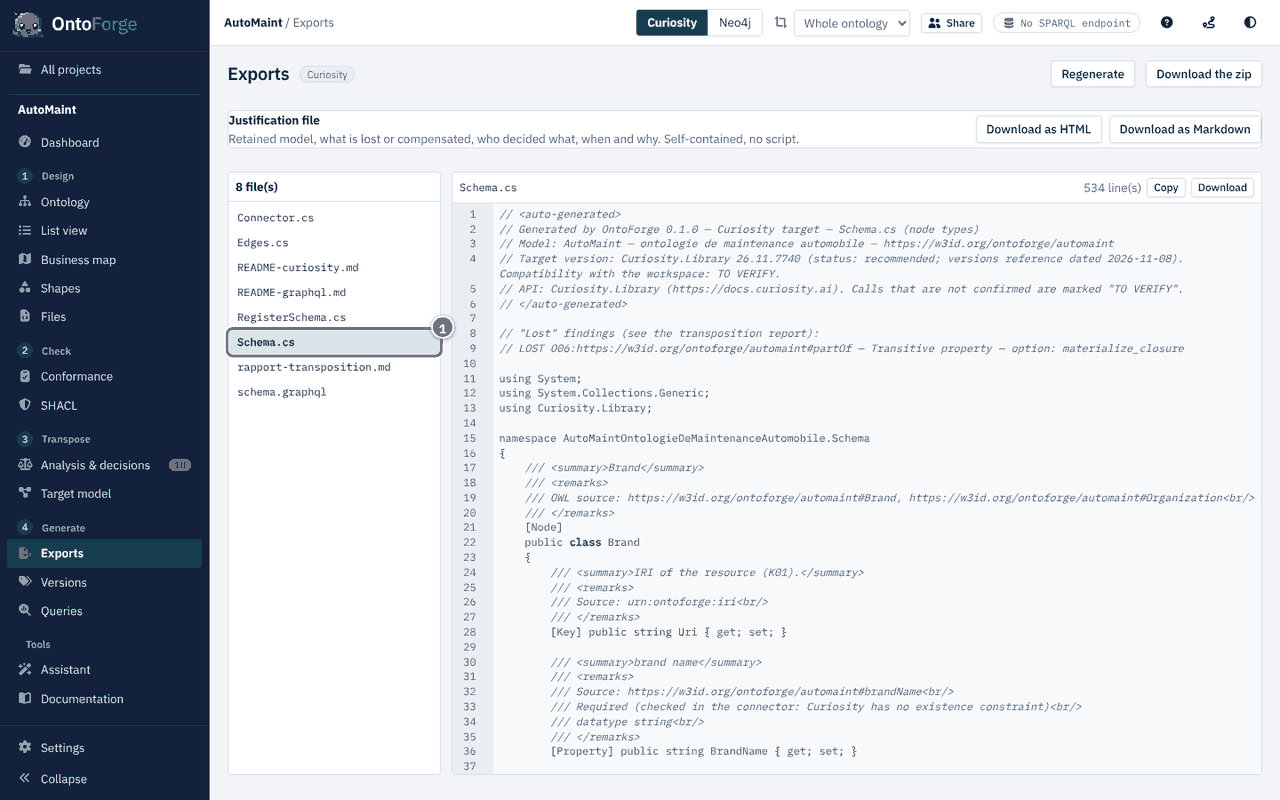 OntoForge
AutoMaint / Exports
Curiosity
Neo4j
Whole ontology
Share
No SPARQL endpoint
All projects
AutoMaint
Dashboard
1 Design
Ontology
List view
Business map
Shapes
Files
2 Check
Conformance
SHACL
3 Transpose
Analysis & decisions
Target model
4 Generate
Exports
Versions
Queries
Tools
Assistant
Documentation
Settings
Collapse
Exports
Curiosity
Regenerate
Download the zip
Justification file
Retained model, what is lost or compensated, who decided what, when and why. Self-contained, no script.
Download as HTML
Download as Markdown
8 file(s)
Connector.cs
Edges.cs
README-curiosity.md
README-graphql.md
RegisterSchema.cs
1
Schema.cs
rapport-transposition.md
schema.graphql
Schema.cs
534 line(s)
Copy
Download
1 // <auto-generated>
2 // Generated by OntoForge 0.1.0 — Curiosity target — Schema.cs (node types)
3 // Model: AutoMaint — ontologie de maintenance automobile — https://w3id.org/ontoforge/automaint
4 // Target version: Curiosity.Library 26.11.7740 (status: recommended; versions reference dated 2026-11-08).
Compatibility with the workspace: TO VERIFY.
5 // API: Curiosity.Library (https://docs.curiosity.ai). Calls that are not confirmed are marked "TO VERIFY".
6 // </auto-generated>
7
8 // "Lost" findings (see the transposition report):
9 // LOST O06:https://w3id.org/ontoforge/automaint#partOf — Transitive property — option: materialize_closure
10
11 using System;
12 using System.Collections.Generic;
13 using Curiosity.Library;
14
15 namespace AutoMaintOntologieDeMaintenanceAutomobile.Schema
16 {
17 /// <summary>Brand</summary>
18 /// <remarks>
19 /// OWL source: https://w3id.org/ontoforge/automaint#Brand, https://w3id.org/ontoforge/automaint#Organization<br/>
20 /// </remarks>
21 [Node]
22 public class Brand
23 {
24 /// <summary>IRI of the resource (K01).</summary>
25 /// <remarks>
26 /// Source: urn:ontoforge:iri<br/>
27 /// </remarks>
28 [Key] public string Uri { get; set; }
29
30 /// <summary>brand name</summary>
31 /// <remarks>
32 /// Source: https://w3id.org/ontoforge/automaint#brandName<br/>
33 /// Required (checked in the connector: Curiosity has no existence constraint)<br/>
34 /// datatype string<br/>
35 /// </remarks>
36 [Property] public string BrandName { get; set; }
37